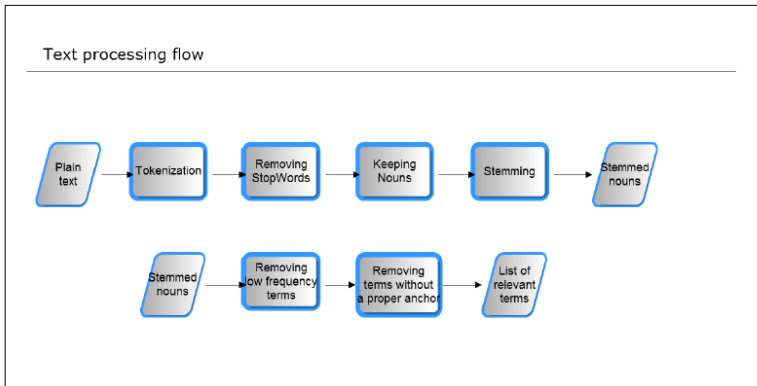 Text processing flow
Plain
text
Tokenization
Removing
StopWords
Keeping
Nouns
Stemming
Stemmed
nouns
Stemmed
nouns
Removing
low frequency
terms
Removing
terms without
a proper anchor
List of
relevant
terms